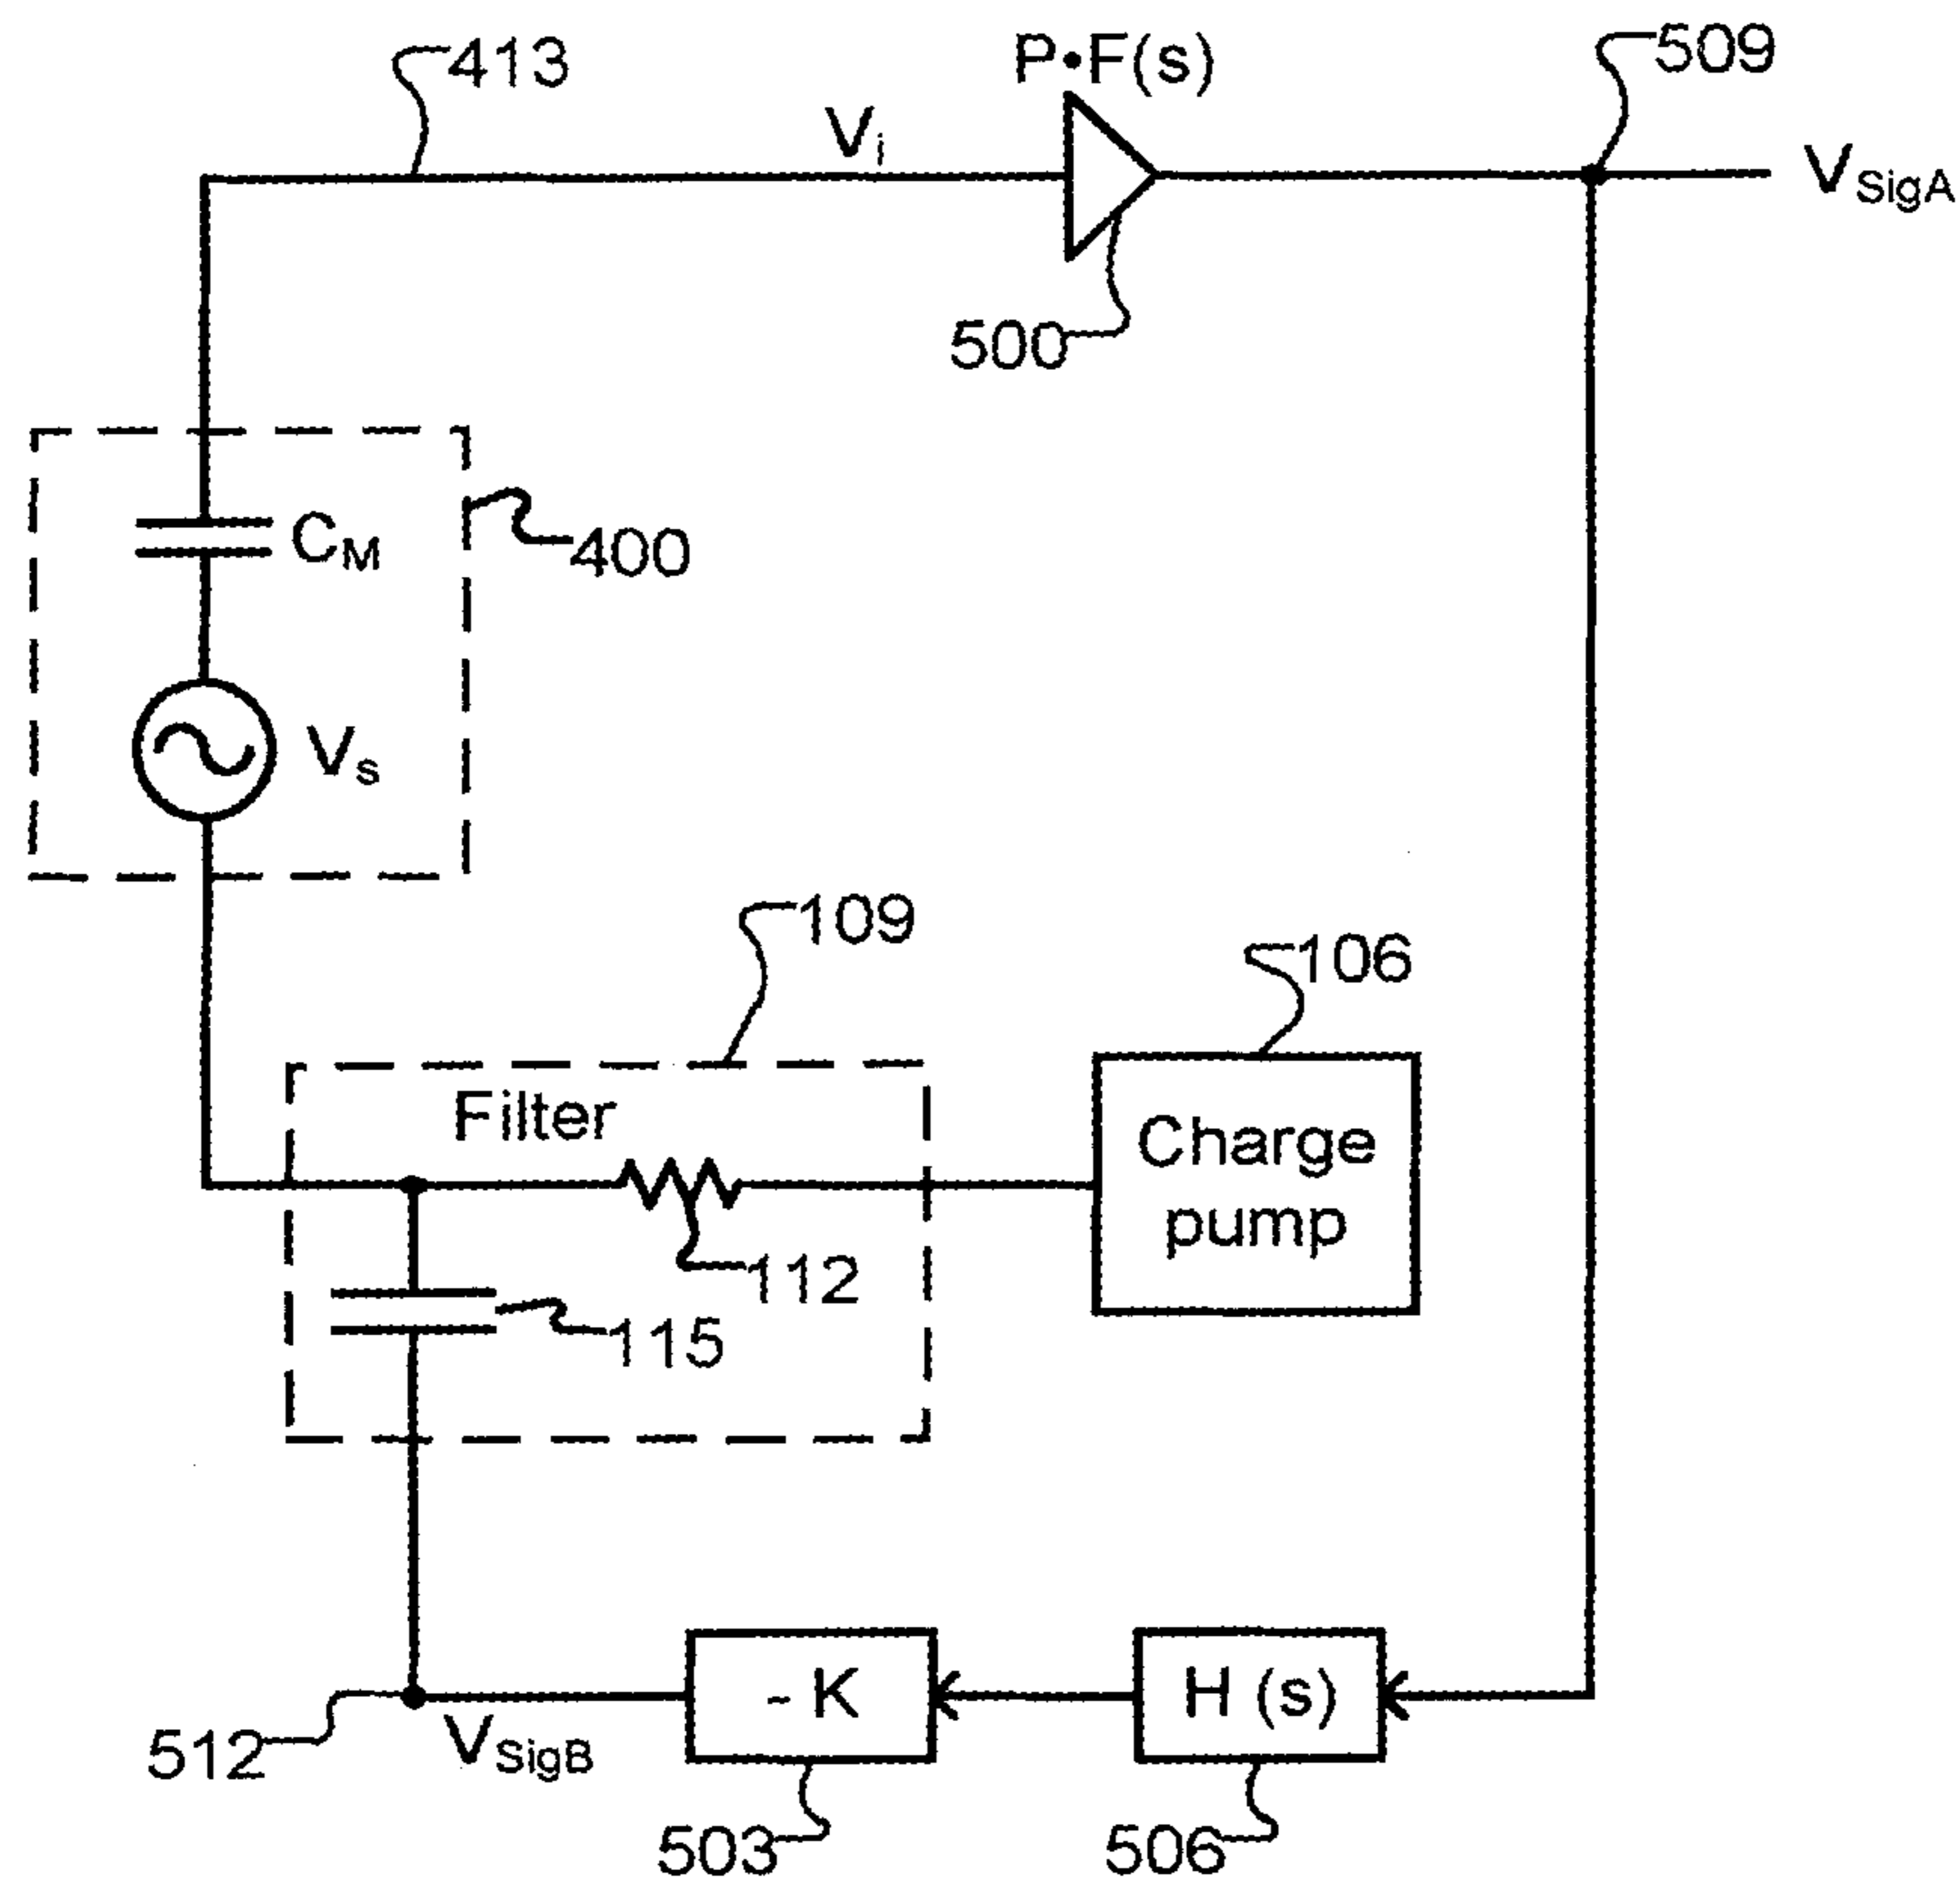 413
P•F(s)
509
Vi
VSigA
500
CM
400
Vs
109
106
Filter
Charge
pump
112
115
- K
H (s)
512
VSigB
503
506